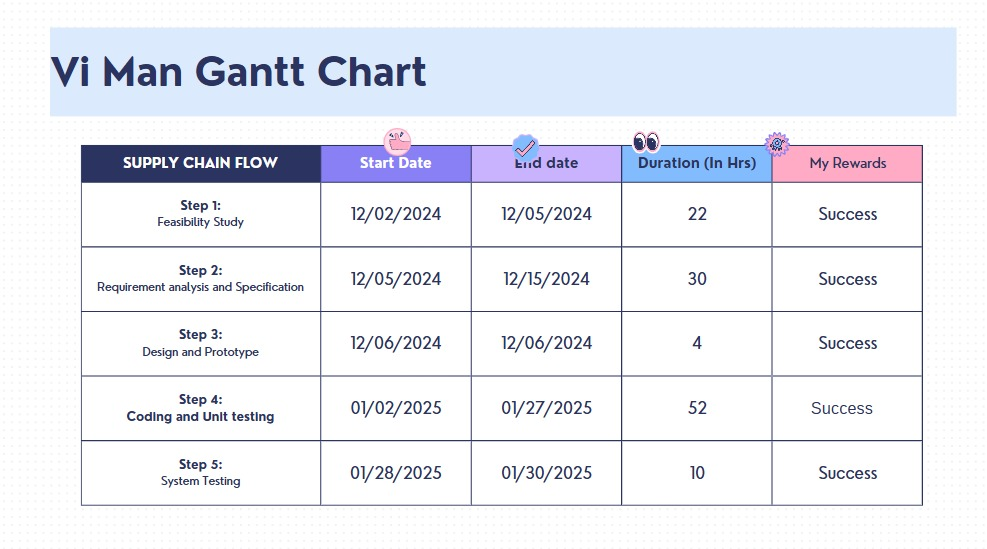 Vi Man Gantt Chart
SUPPLY CHAIN FLOW Start Date End date Duration (In Hrs) My Rewards
Step 1:
Feasibility Study
12/02/2024 12/05/2024 22 Success
Step 2:
Requirement analysis and Specification
12/05/2024 12/15/2024 30 Success
Step 3:
Design and Prototype
12/06/2024 12/06/2024 4 Success
Step 4:
Coding and Unit testing
01/02/2025 01/27/2025 52 Success
Step 5:
System Testing
01/28/2025 01/30/2025 10 Success